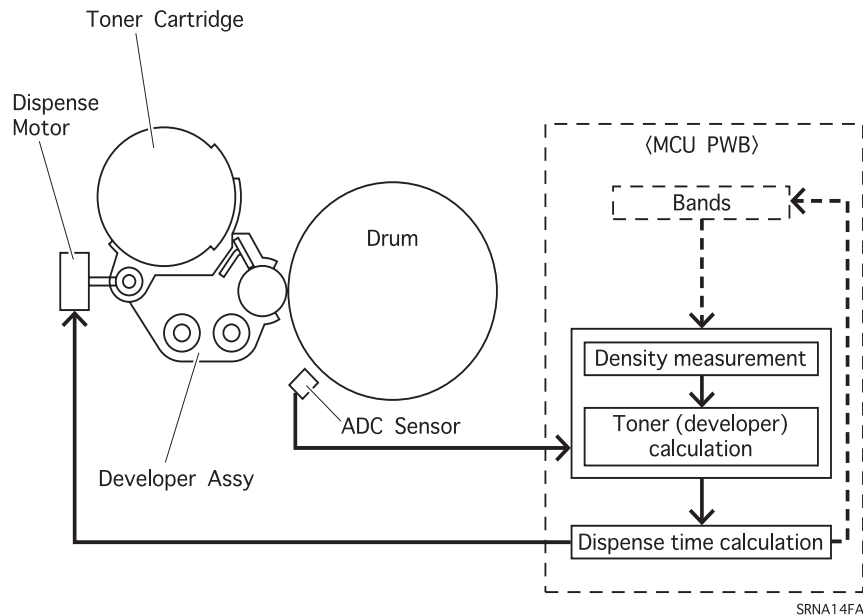 Toner Cartridge
Dispense
Motor
〈MCU PWB〉
Bands
Drum
Density measurement
Toner (developer)
calculation
ADC Sensor
Developer Assy
Dispense time calculation
SRNA14FA